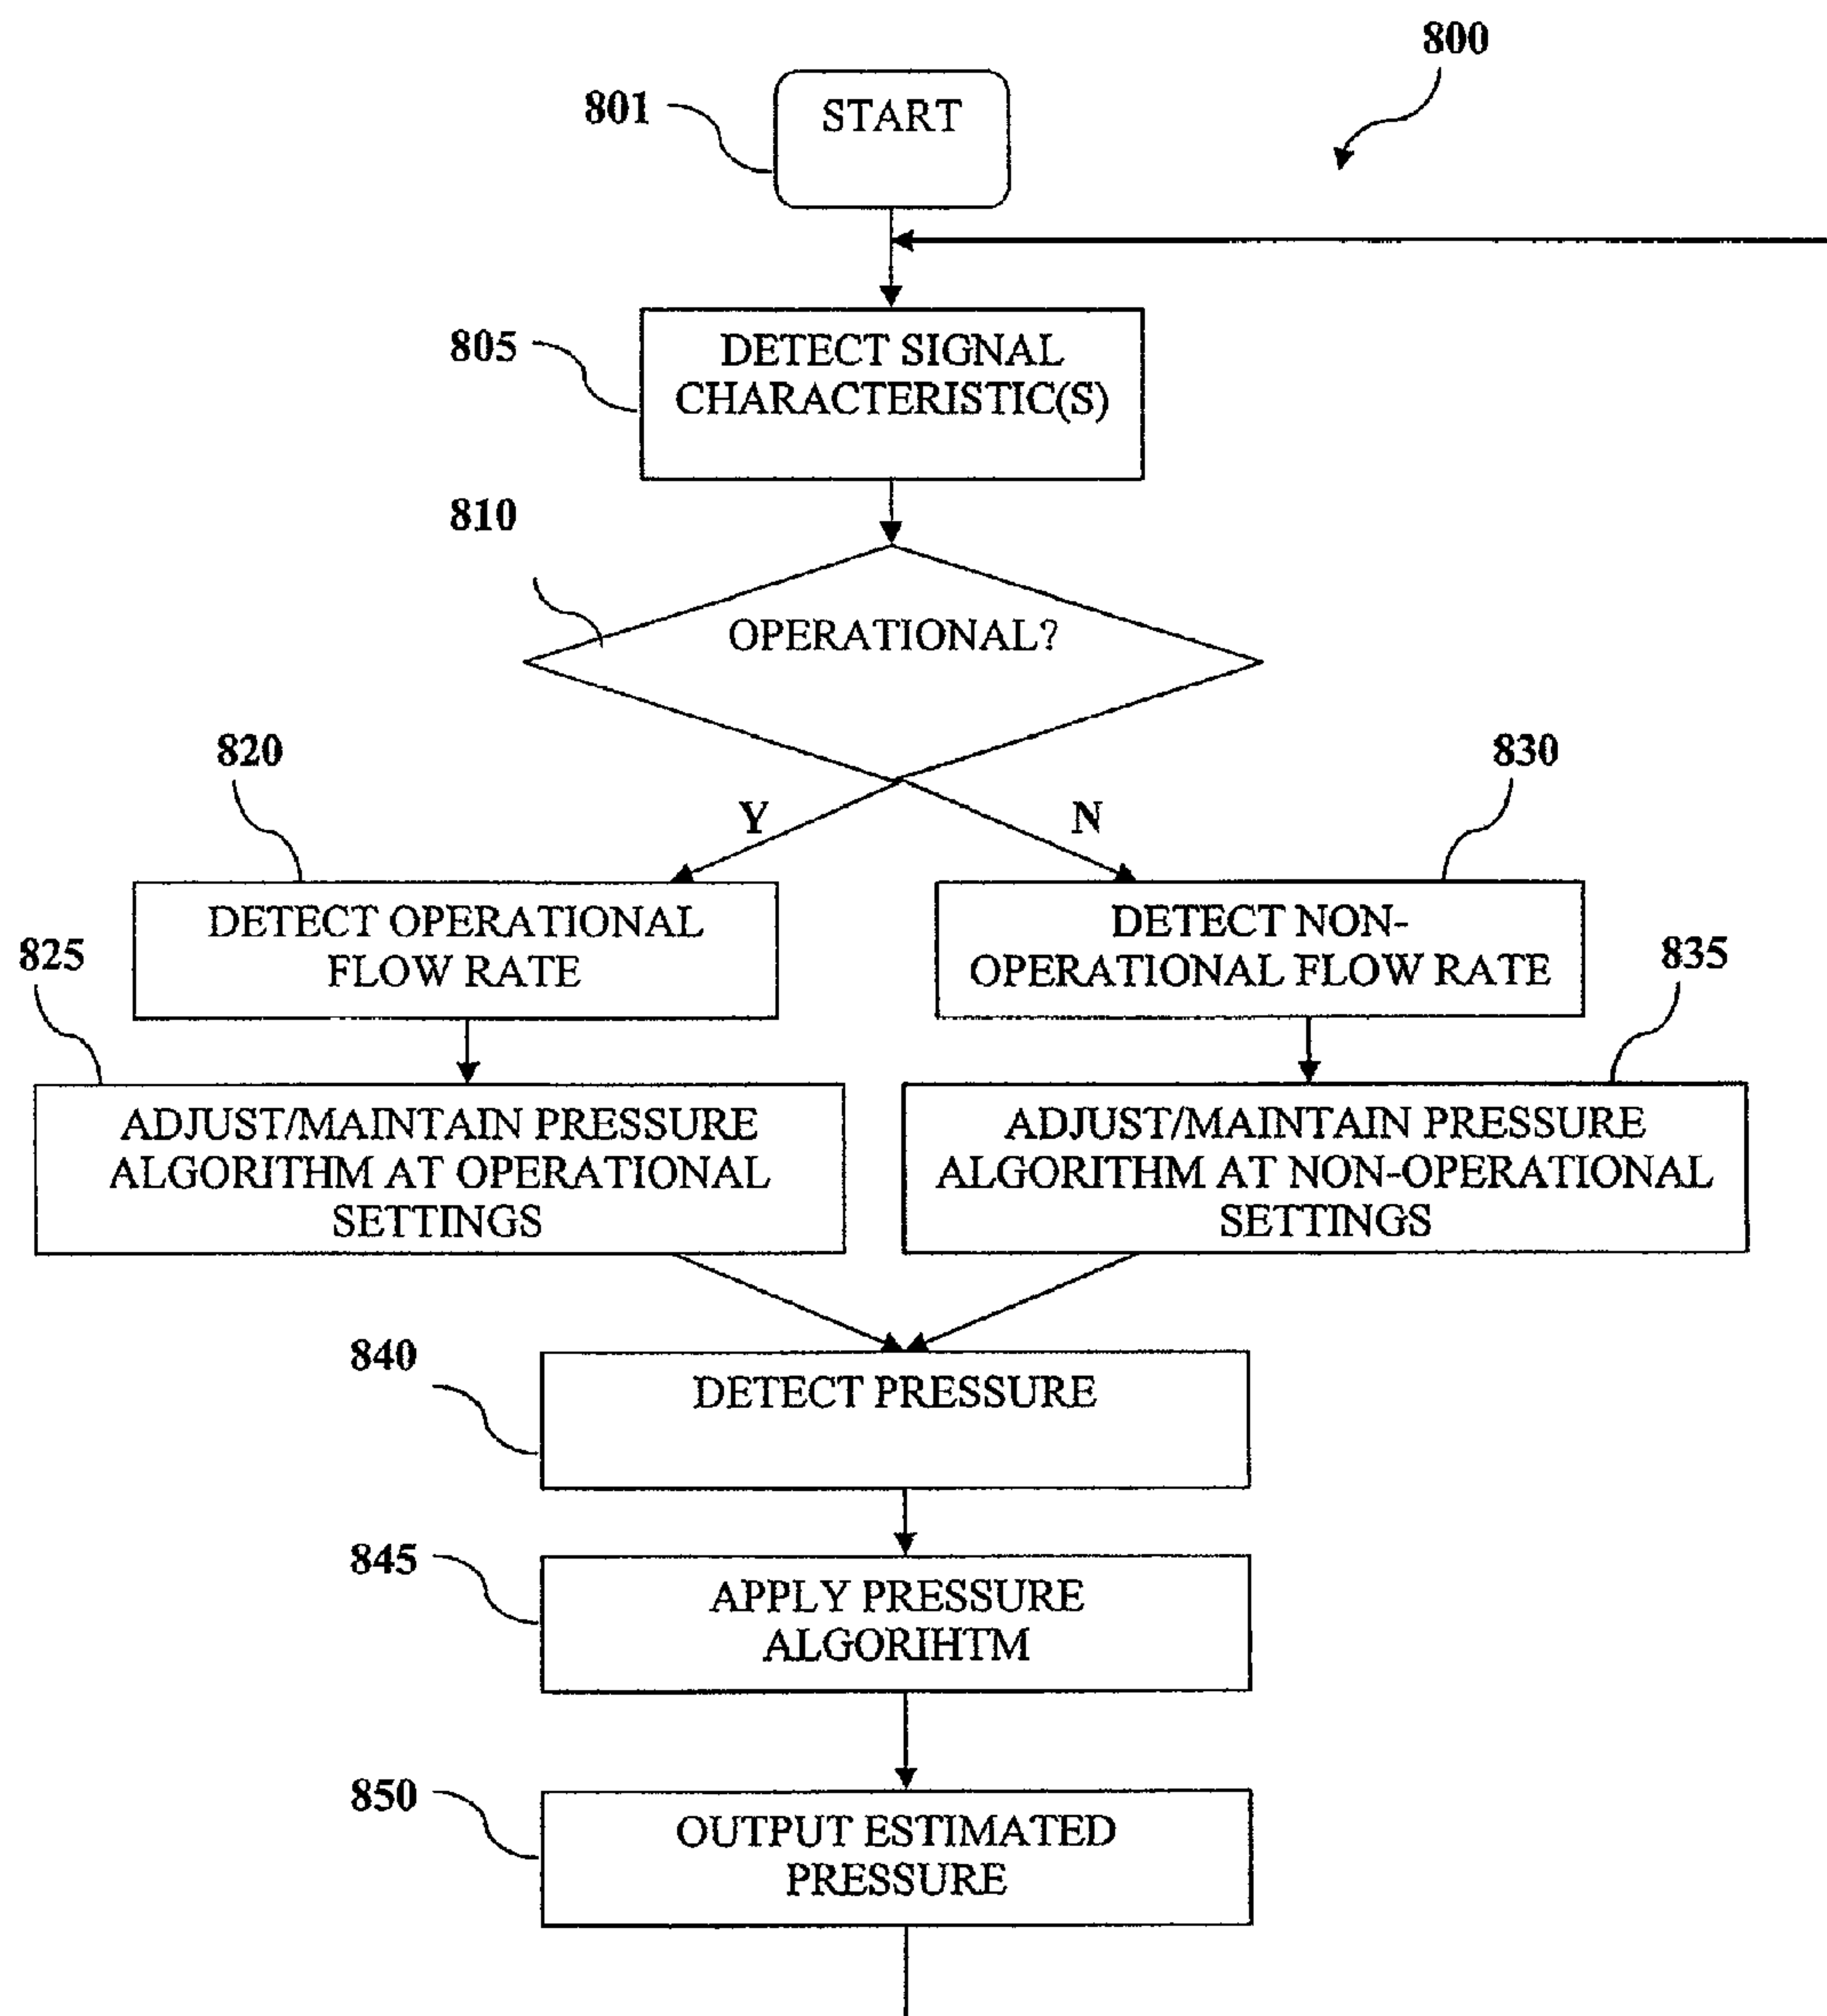 800
801
START
805
DETECT SIGNAL
CHARACTERISTIC(S)
810
OPERATIONAL?
Y
N
820
DETECT OPERATIONAL
FLOW RATE
830
DETECT NON-
OPERATIONAL FLOW RATE
825
ADJUST/MAINTAIN PRESSURE
ALGORITHM AT OPERATIONAL
SETTINGS
835
ADJUST/MAINTAIN PRESSURE
ALGORITHM AT NON-OPERATIONAL
SETTINGS
840
DETECT PRESSURE
845
APPLY PRESSURE
ALGORIHTM
850
OUTPUT ESTIMATED
PRESSURE